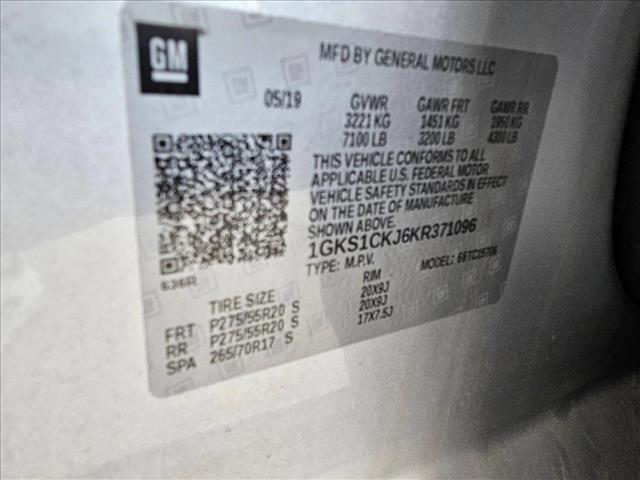 GM
MFD BY GENERAL MOTORS LLC
05/19 GVWR GAWR FRT GAWR RR
3221 KG 1451 KG 1950 KG
7100 LB 3200 LB 4300 LB
THIS VEHICLE CONFORMS TO ALL
APPLICABLE U.S. FEDERAL MOTOR
VEHICLE SAFETY STANDARDS IN EFFECT
ON THE DATE OF MANUFACTURE
SHOWN ABOVE.
1GKS1CKJ6KR371096
TYPE: M.P.V. MODEL: 66TC15706
636R
TIRE SIZE RIM
FRT P275/55R20 S 20X9J
RR P275/55R20 S 20X9J
SPA 265/70R17 S 17X7.5J